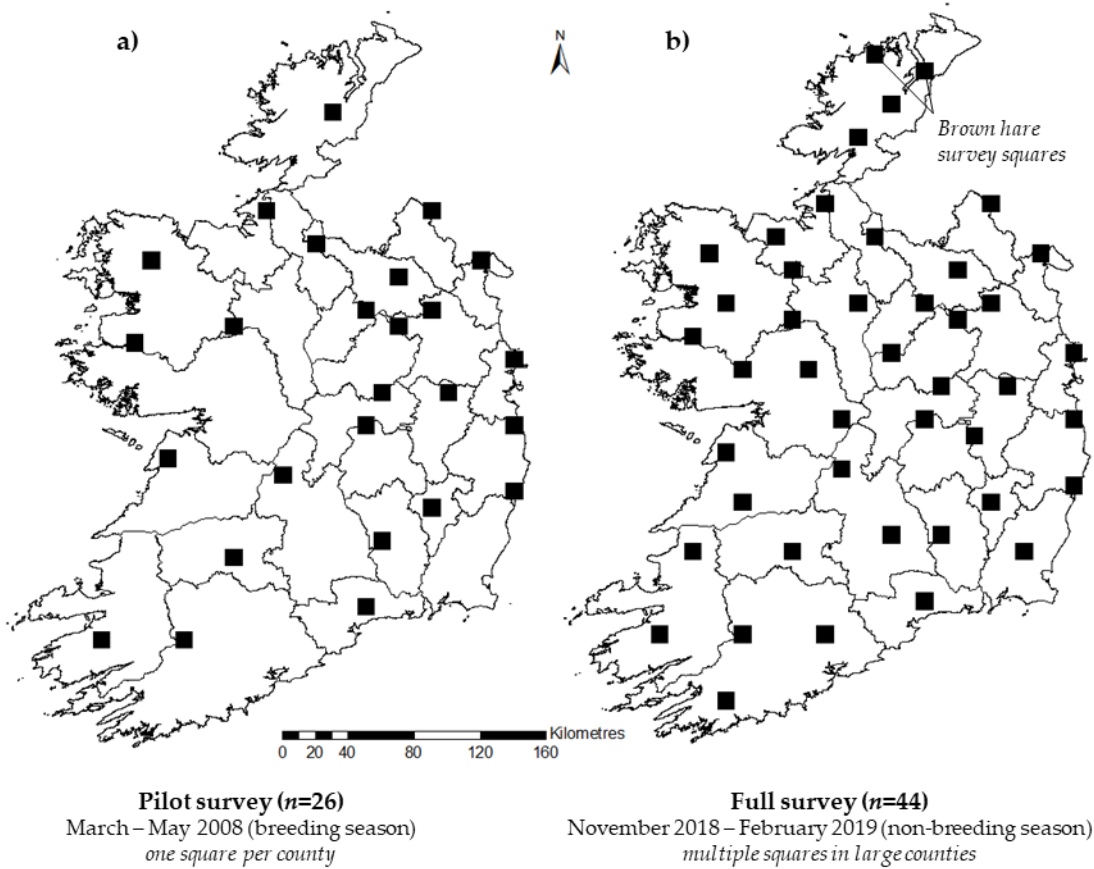 a)
N
b)
Brown hare
survey squares
Kilometres
0 20 40 80 120 160
Pilot survey (n=26)
March – May 2008 (breeding season)
one square per county
Full survey (n=44)
November 2018 – February 2019 (non-breeding season)
multiple squares in large counties